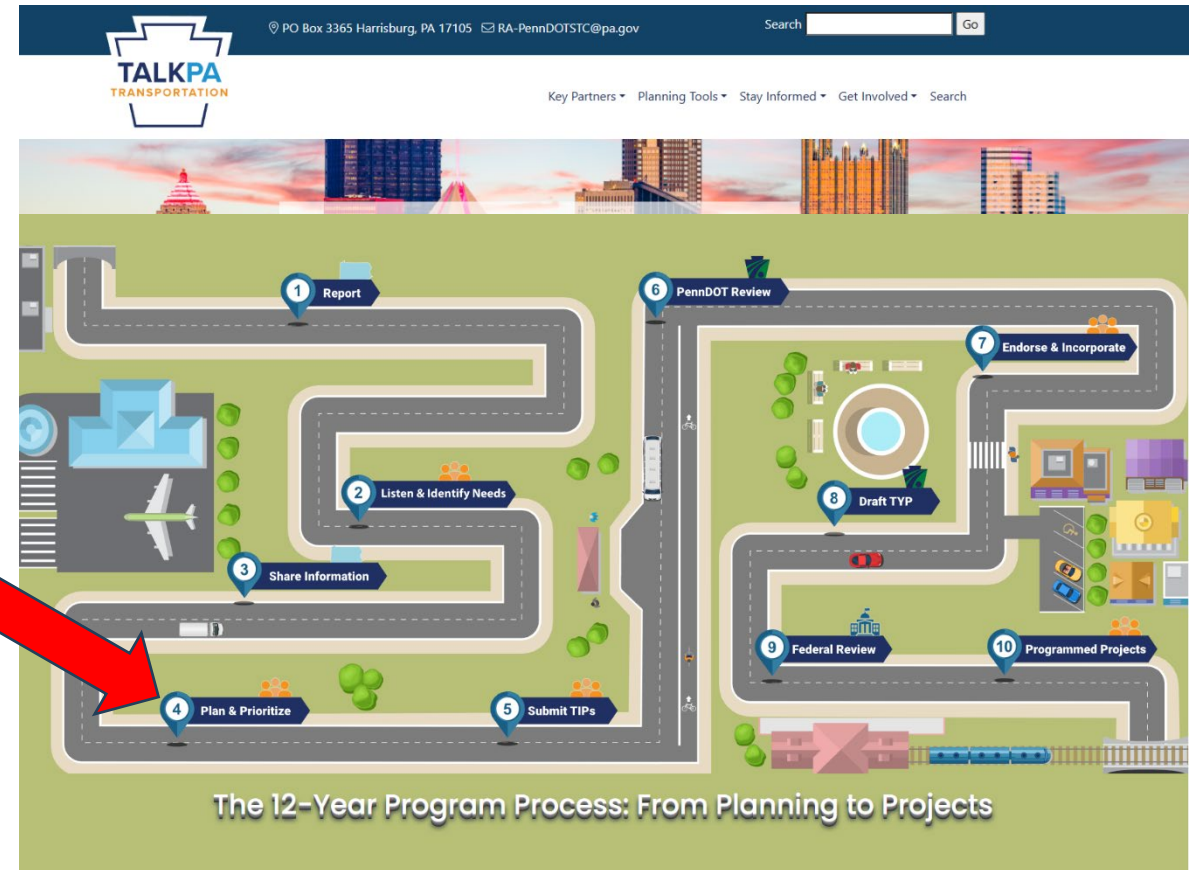 PO Box 3365 Harrisburg, PA 17105 RA-PennDOTSTC@pa.gov
Search Go
TALKPA
TRANSPORTATION
Key Partners Planning Tools Stay Informed Get Involved Search
1 Report
2 Listen & Identify Needs
3 Share Information
4 Plan & Prioritize
5 Submit TIPs
6 PennDOT Review
7 Endorse & Incorporate
8 Draft TYP
9 Federal Review
10 Programmed Projects
The 12-Year Program Process: From Planning to Projects